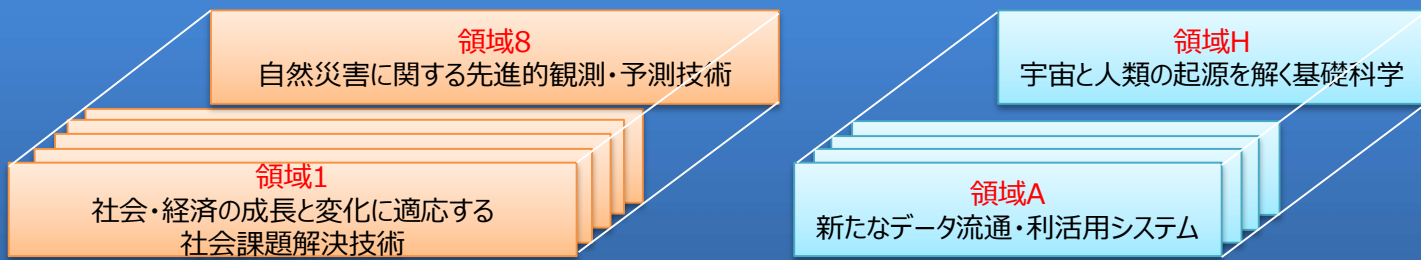 領域8
自然災害に関する先進的観測・予測技術
領域1
社会・経済の成長と変化に適応する
社会課題解決技術
領域H
宇宙と人類の起源を解く基礎科学
領域A
新たなデータ流通・利活用システム